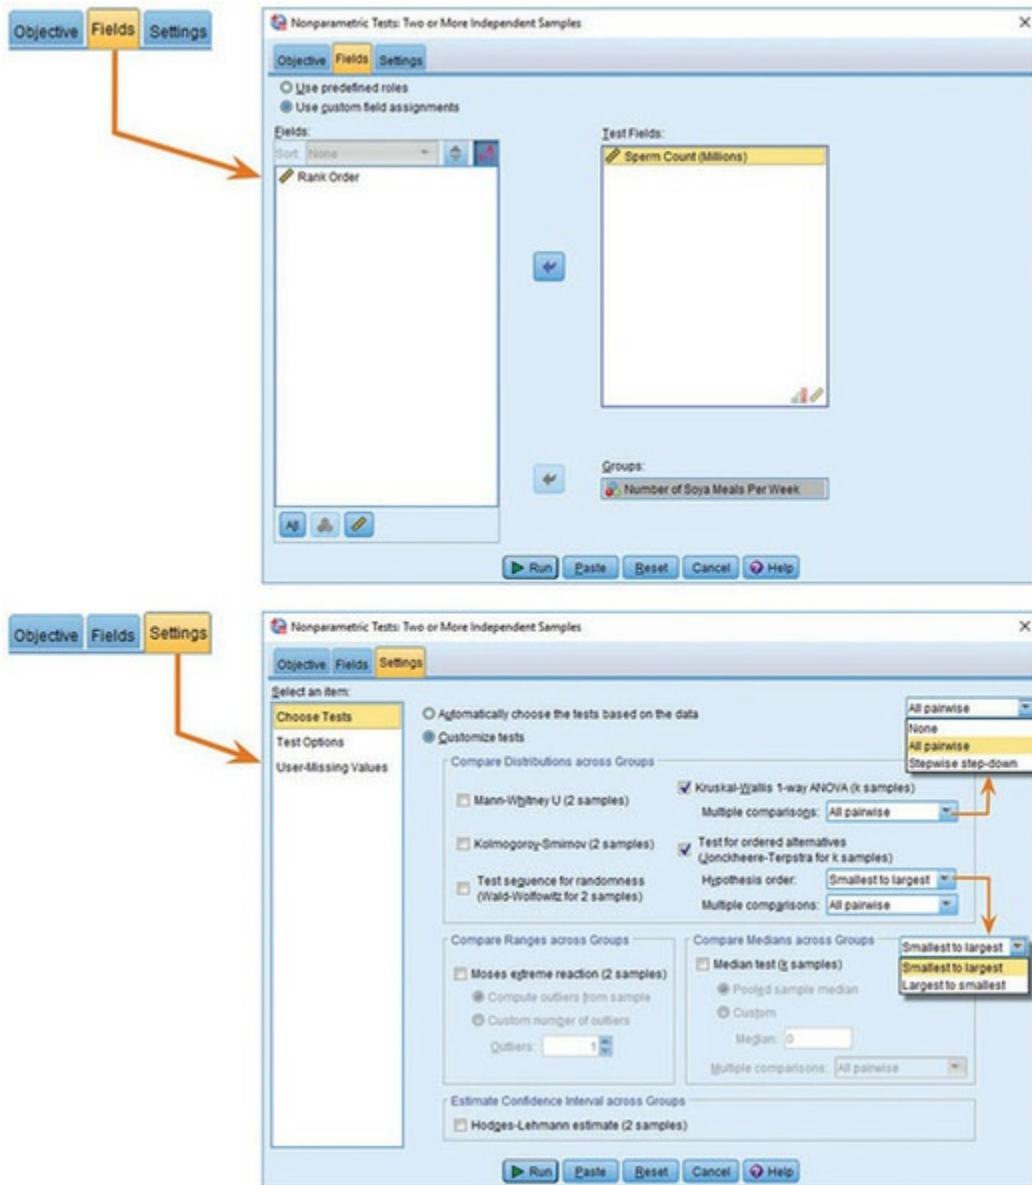 Objective Fields Settings
Nonparametric Tests: Two or More Independent Samples
Objective Fields Settings
Use predefined roles
Use custom field assignments
Fields:
Sort: None
Rank Order
Test Fields:
Sperm Count (Millions)
Groups:
Number of Soya Meals Per Week
Run Paste Reset Cancel Help
Objective Fields Settings
Nonparametric Tests: Two or More Independent Samples
Objective Fields Settings
Select an item:
Choose Tests
Test Options
User-Missing Values
Automatically choose the tests based on the data
Customize tests
All pairwise
None
All pairwise
Stepwise step-down
Compare Distributions across Groups
Mann-Whitney U (2 samples)
Kolmogorov-Smirnov (2 samples)
Test sequence for randomness
(Wald-Wolfowitz for 2 samples)
Kruskal-Wallis 1-way ANOVA (k samples)
Multiple comparisons: All pairwise
Test for ordered alternatives
(Jonckheere-Terpstra for k samples)
Hypothesis order: Smallest to largest
Multiple comparisons: All pairwise
Compare Ranges across Groups
Moses extreme reaction (2 samples)
Compute outliers from sample
Custom number of outliers
Outliers: 1
Compare Medians across Groups
Median test (k samples)
Pooled sample median
Custom
Median: 0
Multiple comparisons: All pairwise
Smallest to largest
Smallest to largest
Largest to smallest
Estimate Confidence Interval across Groups
Hodges-Lehmann estimate (2 samples)
Run Paste Reset Cancel Help